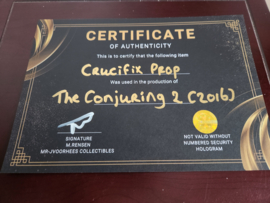 CERTIFICATE
OF AUTHENTICITY
This is to certify that the following item
Crucifix Prop
Was used in the production of
The Conjuring 2 (2016)
SIGNATURE
M.RENSEN
MR-JVOORHEES COLLECTIBLES
NOT VALID WITHOUT
NUMBERED SECURITY
HOLOGRAM